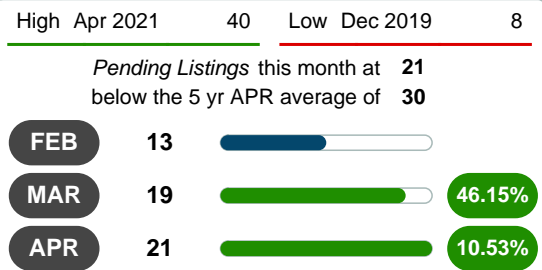 High Apr 2021 40 Low Dec 2019 8
Pending Listings this month at 21
below the 5 yr APR average of 30
FEB 13
MAR 19 46.15%
APR 21 10.53%